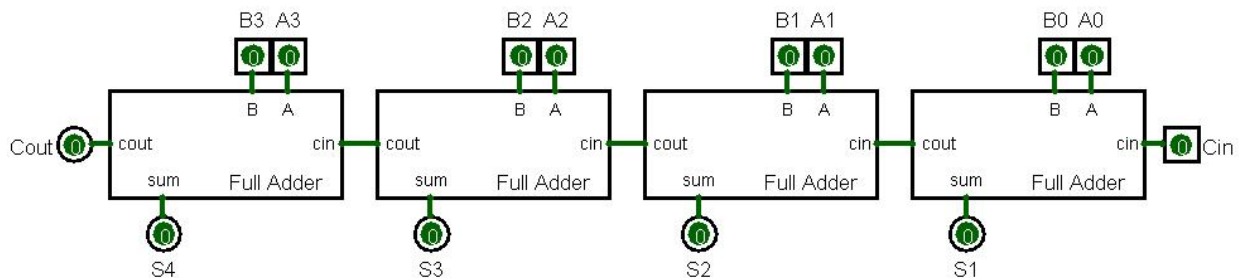 B3 A3 B2 A2 B1 A1 B0 A0
0 0 0 0 0 0 0 0
B A B A B A B A
Cout 0 cout cin cout cin cout cin cout cin 0 Cin
sum Full Adder sum Full Adder sum Full Adder sum Full Adder
0 0 0 0
S4 S3 S2 S1